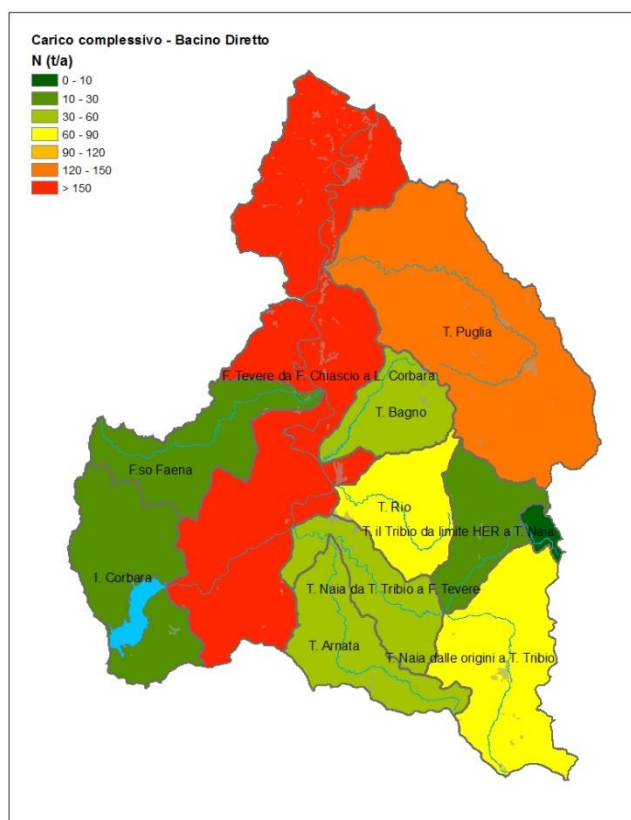 Carico complessivo - Bacino Diretto
N (t/a)
0 - 10
10 - 30
30 - 60
60 - 90
90 - 120
120 - 150
> 150
T. Puglia
F. Tevere da F. Chiascio a L. Corbara
T. Bagno
F.so Faena
T. Rio
T. il Tribio da limite HER a T. Naia
I. Corbara
T. Naia da T. Tribio a F. Tevere
T. Arnata
T. Naia dalle origini a T. Tribio